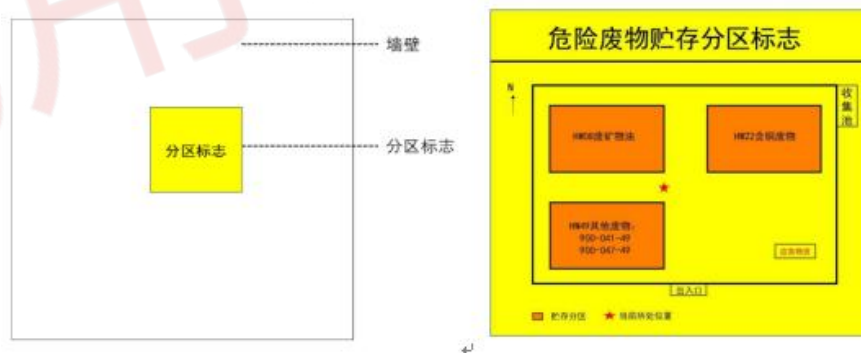 墙壁
分区标志
分区标志
危险废物贮存分区标志
N
收集池
HW08废矿物油
HW22含铜废物
HW49其他废物:
900-041-49
900-047-49
应急物资
出入口
贮存分区
当前所处位置